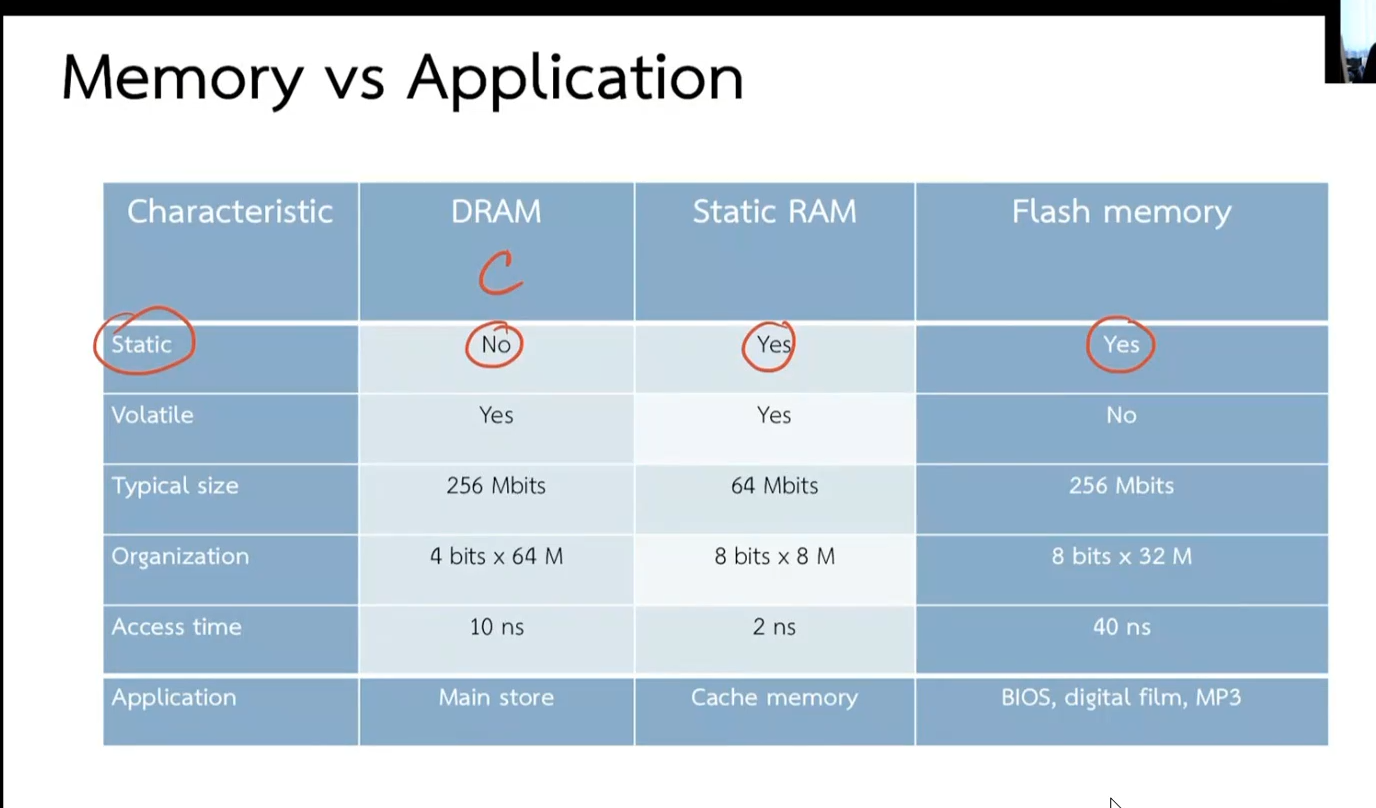 Memory vs Application
Characteristic DRAM Static RAM Flash memory
C
Static No Yes Yes
Volatile Yes Yes No
Typical size 256 Mbits 64 Mbits 256 Mbits
Organization 4 bits x 64 M 8 bits x 8 M 8 bits x 32 M
Access time 10 ns 2 ns 40 ns
Application Main store Cache memory BIOS, digital film, MP3